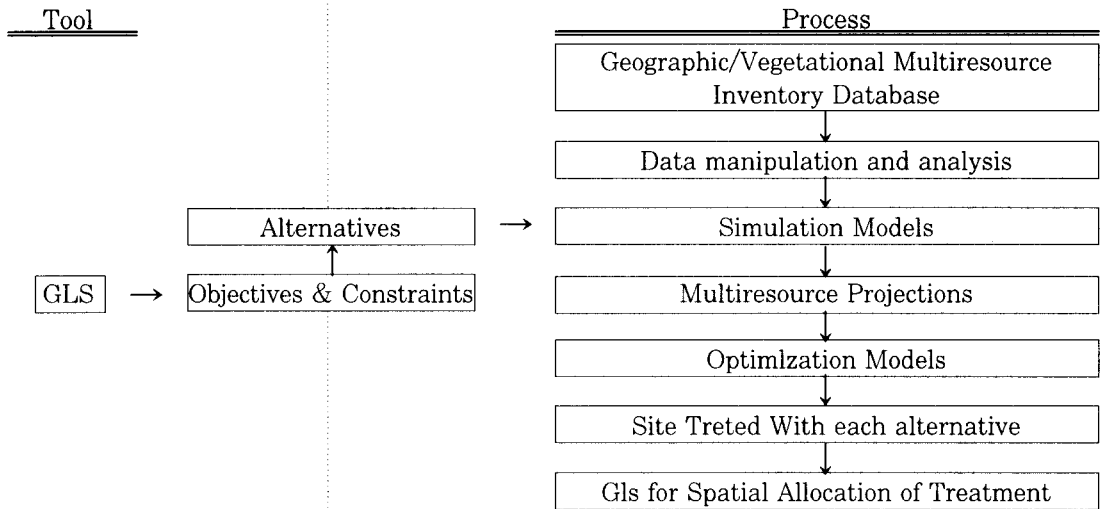 Tool
Process
Geographic/Vegetational Multiresource
Inventory Database
Data manipulation and analysis
Alternatives
Simulation Models
GLS
Objectives & Constraints
Multiresource Projections
Optimlzation Models
Site Treted With each alternative
Gls for Spatial Allocation of Treatment